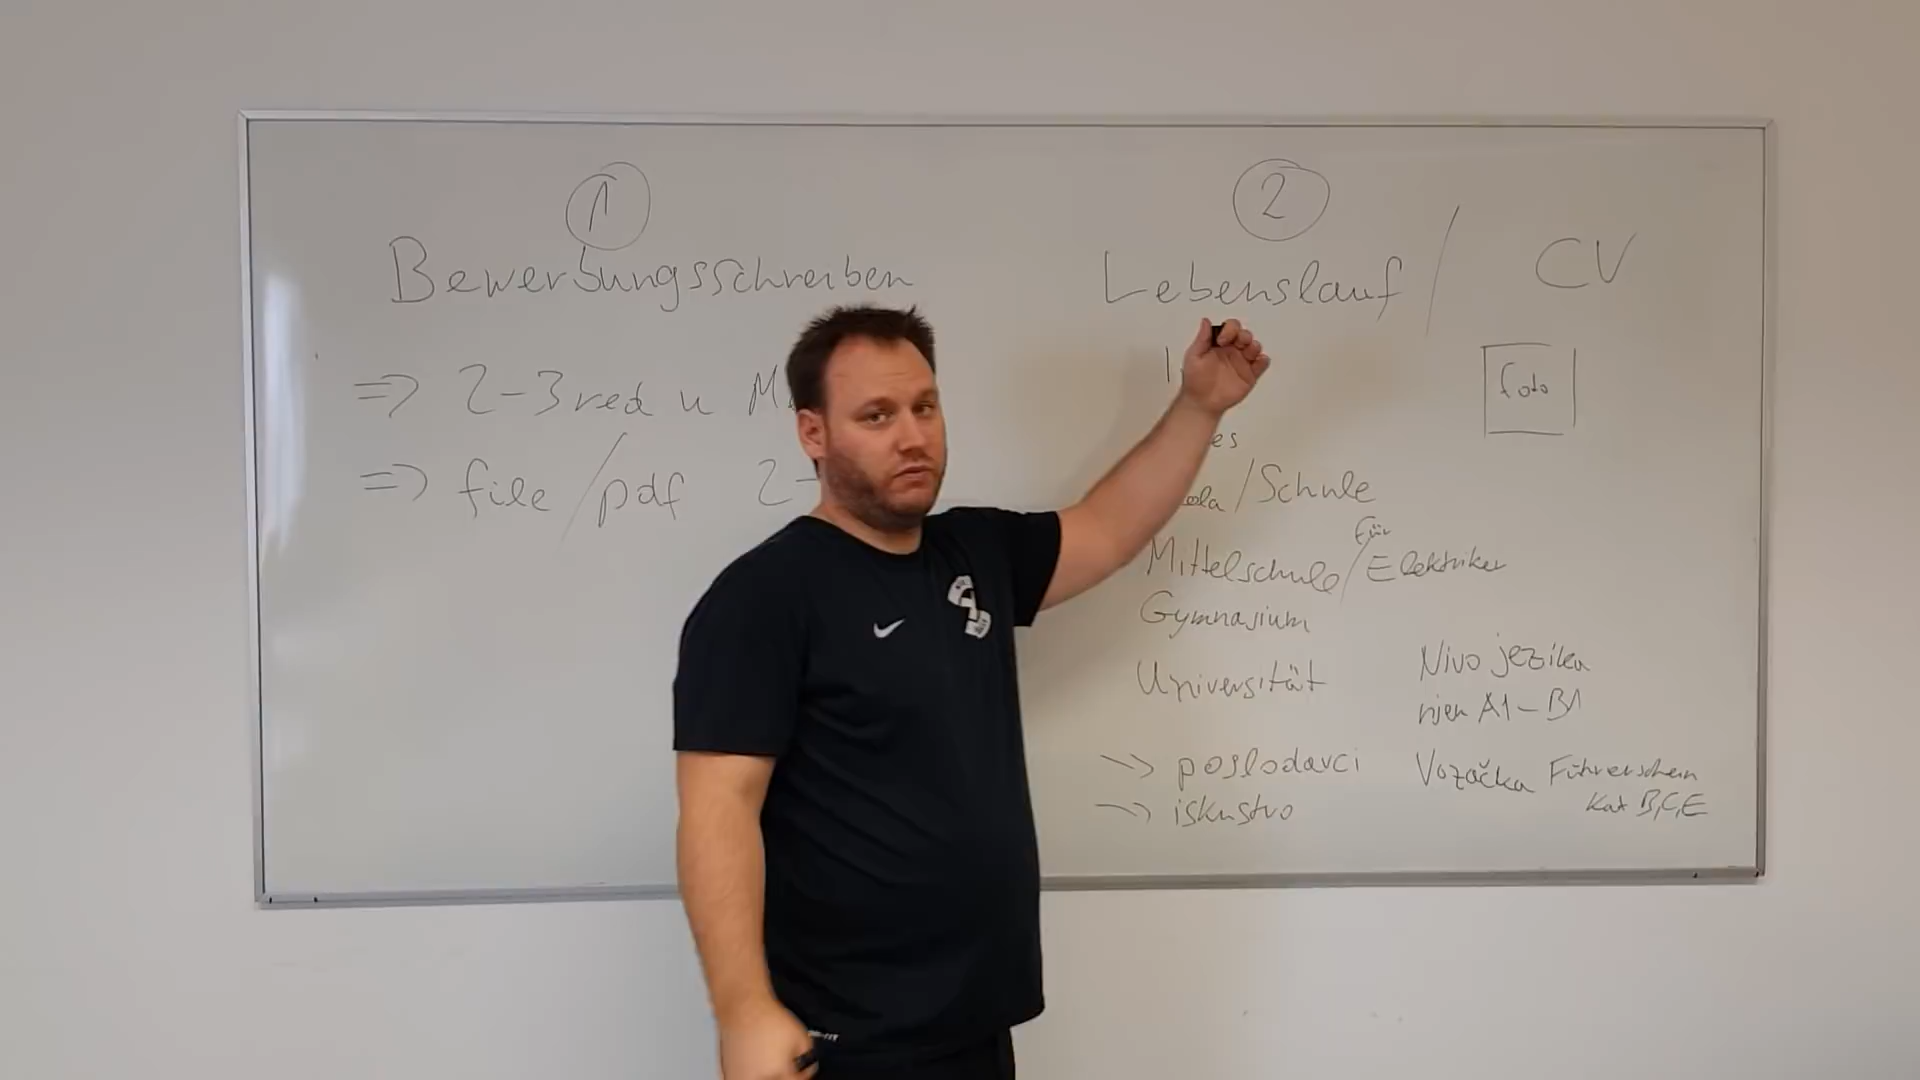 1
Bewerbungsschreiben
=> 2-3 red u
=> file/pdf 2-
2
Lebenslauf / CV
foto
es
/Schule
Mittelschule/für Elektriker
Gymnasium
Universität
-> poslodavci
-> iskustvo
Nivo jezika
njem A1-B1
Vozačka Führerschein
Kat B,C,E